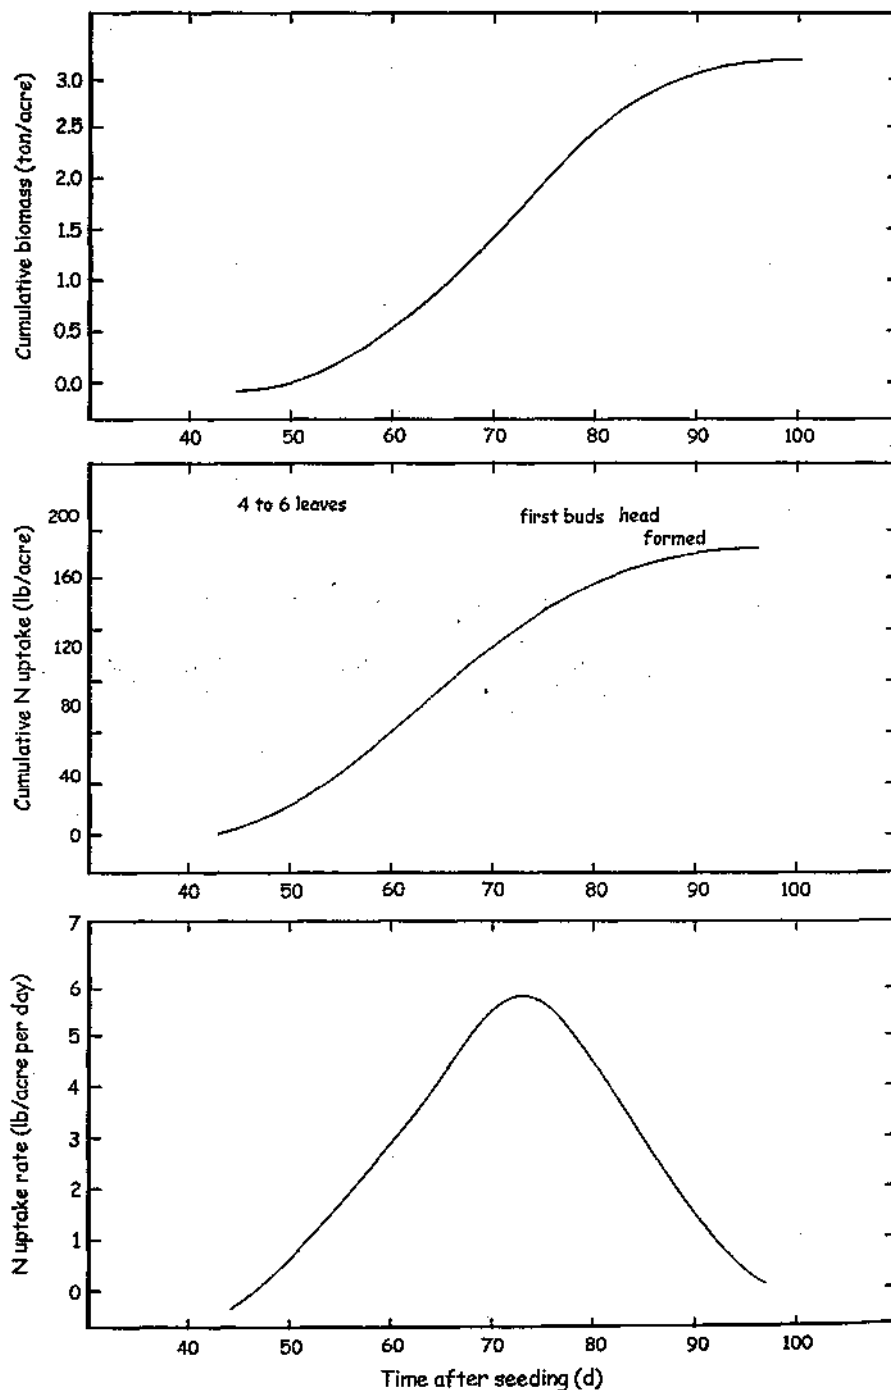 Cumulative biomass (ton/acre)
3.0
2.5
2.0
1.5
1.0
0.5
0.0
40 50 60 70 80 90 100
Cumulative N uptake (lb/acre)
200
160
120
80
40
0
4 to 6 leaves
first buds head
formed
40 50 60 70 80 90 100
N uptake rate (lb/acre per day)
7
6
5
4
3
2
1
0
40 50 60 70 80 90 100
Time after seeding (d)